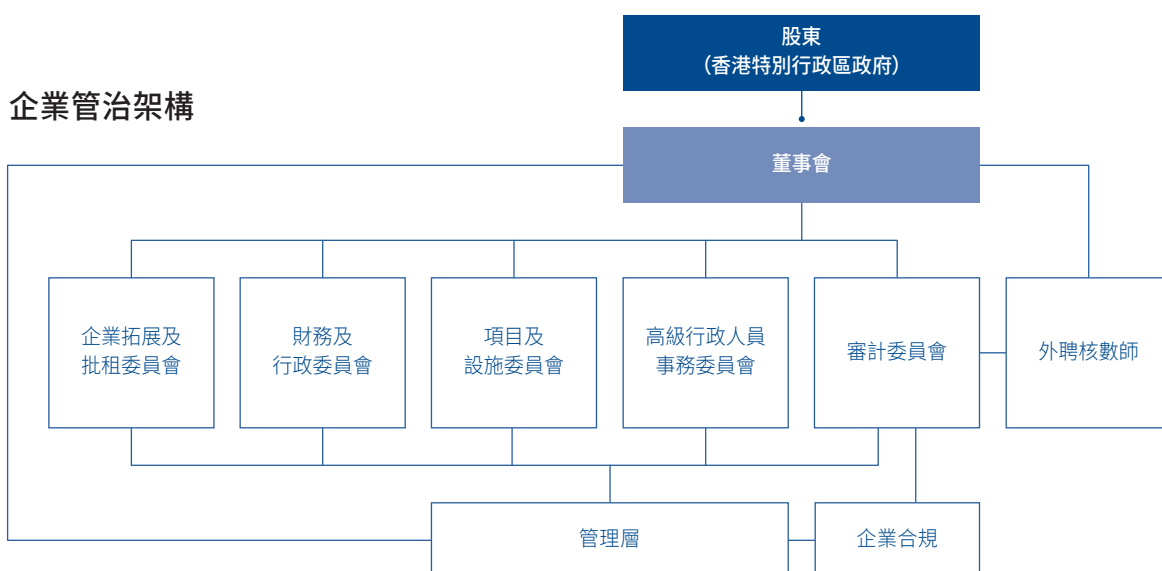 股東
（香港特別行政區政府）
企業管治架構
董事會
企業拓展及
批租委員會
財務及
行政委員會
項目及
設施委員會
高級行政人員
事務委員會
審計委員會
外聘核數師
管理層
企業合規